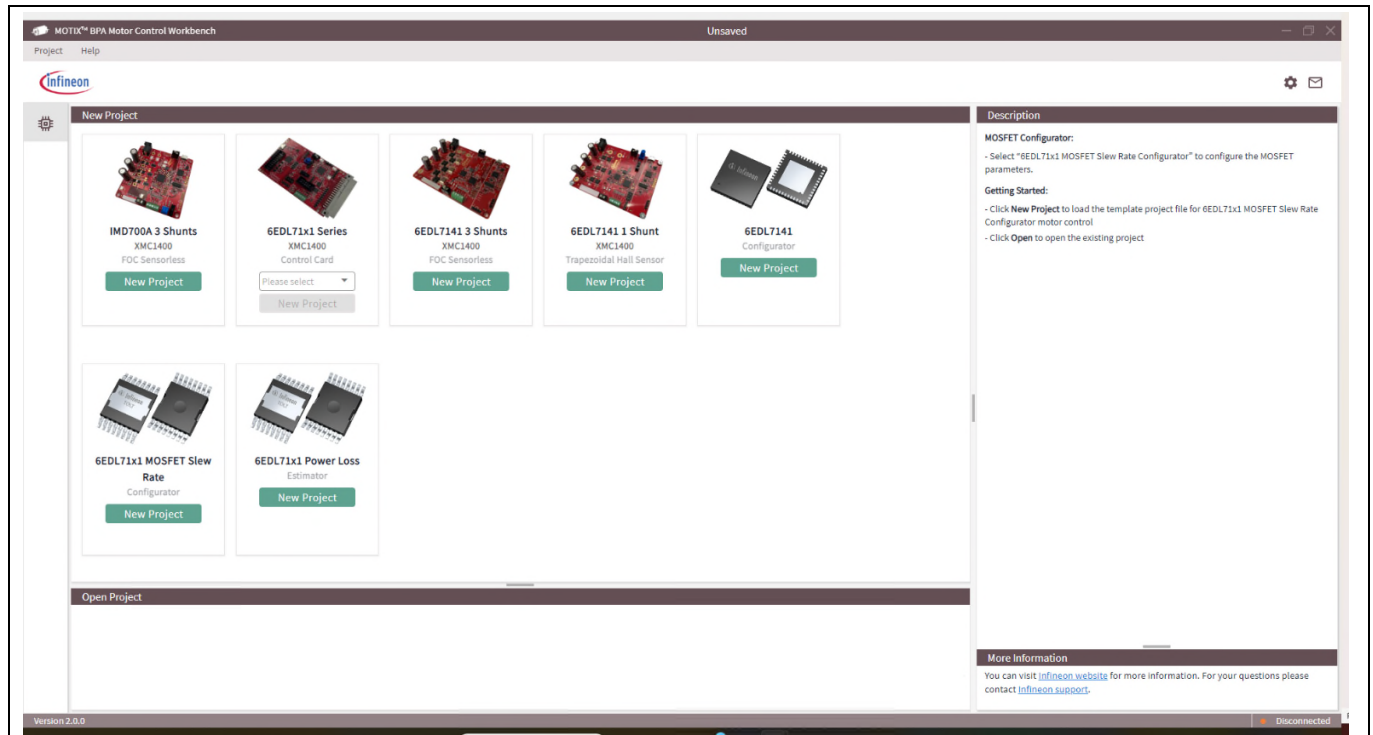 MOTIX™ BPA Motor Control Workbench
Unsaved
Project Help
infineon
New Project
IMD700A 3 Shunts
XMC1400
FOC Sensorless
New Project
6EDL71x1 Series
XMC1400
Control Card
Please select
New Project
6EDL7141 3 Shunts
XMC1400
FOC Sensorless
New Project
6EDL7141 1 Shunt
XMC1400
Trapezoidal Hall Sensor
New Project
6EDL7141
Configurator
New Project
6EDL71x1 MOSFET Slew
Rate
Configurator
New Project
6EDL71x1 Power Loss
Estimator
New Project
Open Project
Description
MOSFET Configurator:
- Select “6EDL71x1 MOSFET Slew Rate Configurator” to configure the MOSFET
parameters.
Getting Started:
- Click New Project to load the template project file for 6EDL71x1 MOSFET Slew Rate
Configurator motor control
- Click Open to open the existing project
More Information
You can visit Infineon website for more information. For your questions please
contact Infineon support.
Version 2.0.0
Disconnected